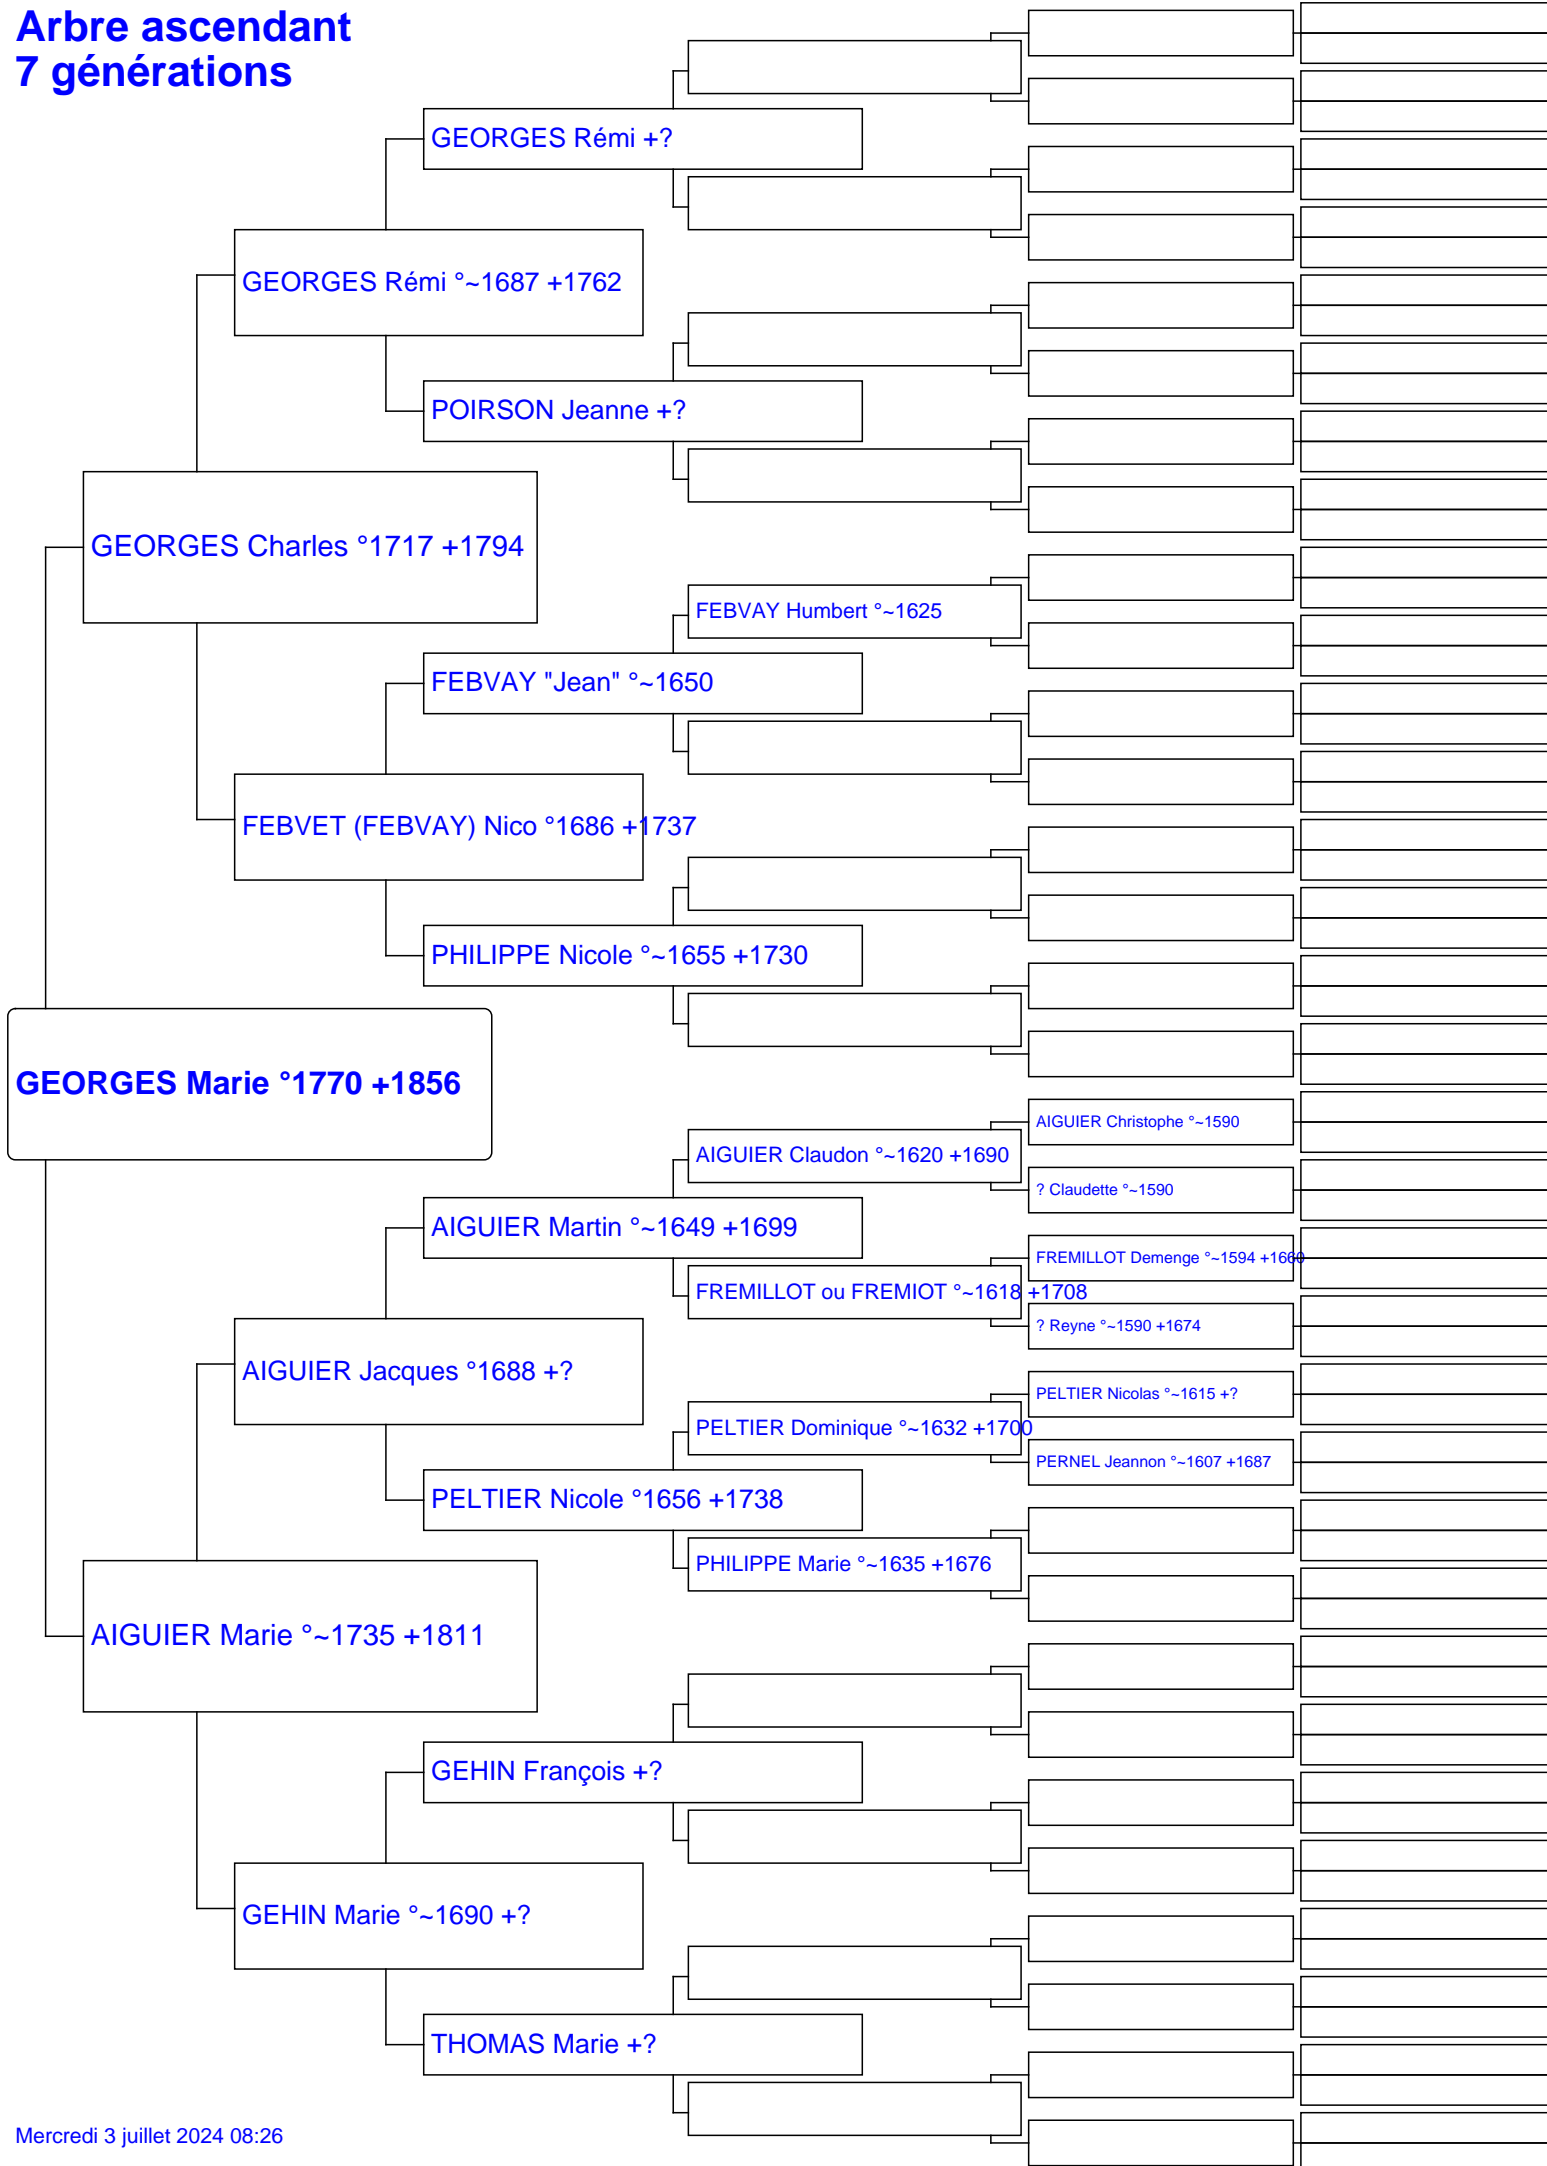 Arbre ascendant
7 générations
GEORGES Rémi +?
GEORGES Rémi °~1687 +1762
POIRSON Jeanne +?
GEORGES Charles °1717 +1794
FEBVAY Humbert °~1625
FEBVAY "Jean" °~1650
FEBVET (FEBVAY) Nico °1686 +1737
PHILIPPE Nicole °~1655 +1730
GEORGES Marie °1770 +1856
AIGUIER Christophe °~1590
AIGUIER Claudon °~1620 +1690
? Claudette °~1590
AIGUIER Martin °~1649 +1699
FREMILLOT Demenge °~1594 +1660
FREMILLOT ou FREMIOT °~1618 +1708
? Reyne °~1590 +1674
AIGUIER Jacques °1688 +?
PELTIER Nicolas °~1615 +?
PELTIER Dominique °~1632 +1700
PERNEL Jeannon °~1607 +1687
PELTIER Nicole °1656 +1738
PHILIPPE Marie °~1635 +1676
AIGUIER Marie °~1735 +1811
GEHIN François +?
GEHIN Marie °~1690 +?
THOMAS Marie +?
Mercredi 3 juillet 2024 08:26